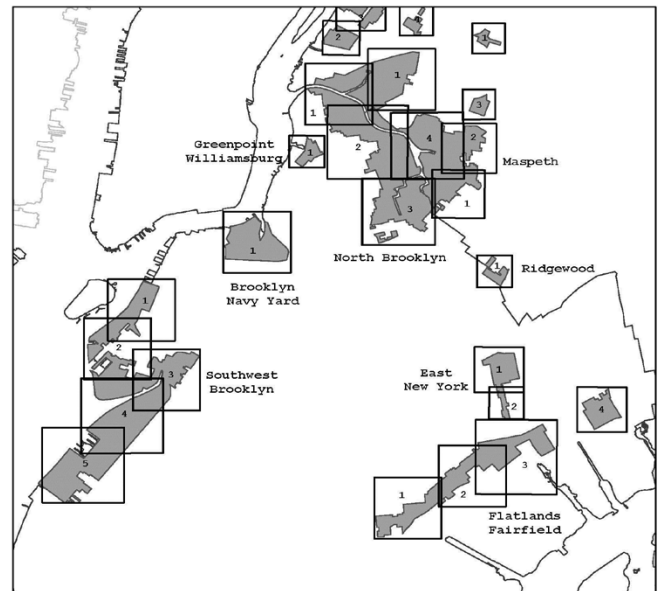 4
2
1
1
3
1
4
2
Greenpoint
Williamsburg
1
2
Maspeth
1
3
North Brooklyn
1
Brooklyn
Navy Yard
1
Ridgewood
1
2
Southwest
Brooklyn
3
East
New York
1
2
4
4
5
3
1
2
Flatlands
Fairfield